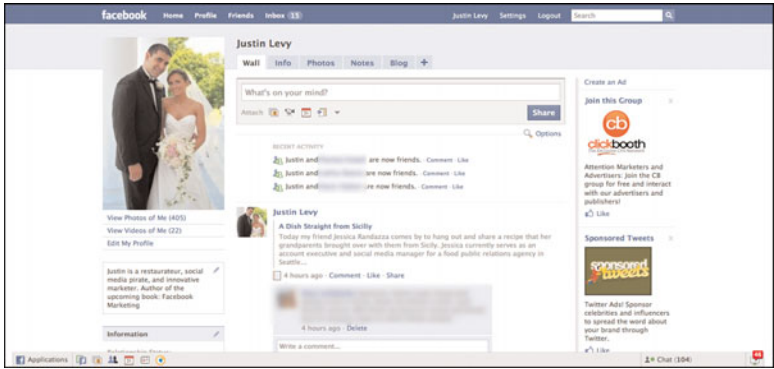 facebook Home Profile Friends Inbox 15 Justin Levy Settings Logout Search
Justin Levy
Wall Info Photos Notes Blog +
What's on your mind?
Attach Share
Options
RECENT ACTIVITY
Justin and are now friends. · Comment · Like
Justin and are now friends. · Comment · Like
Justin and are now friends. · Comment · Like
Justin Levy
A Dish Straight from Sicilly
Today my friend Jessica Randazza comes by to hang out and share a recipe that her
grandparents brought over with them from Sicily. Jessica currently serves as an
account executive and social media manager for a food public relations agency in
Seattle...
4 hours ago · Comment · Like · Share
4 hours ago · Delete
Write a comment...
View Photos of Me (405)
View Videos of Me (22)
Edit My Profile
Justin is a restaurateur, social
media pirate, and innovative
marketer. Author of the
upcoming book: Facebook
Marketing
Information
Relationship Status:
Create an Ad
Join this Group
cb
clickbooth
Attention Marketers and
Advertisers: Join the CB
group for free and interact
with our advertisers and
publishers!
Like
Sponsored Tweets
sponsored
tweets
Twitter Ads! Sponsor
celebrities and influencers
to spread the word about
your brand through
Twitter.
Like
Applications Chat (104)